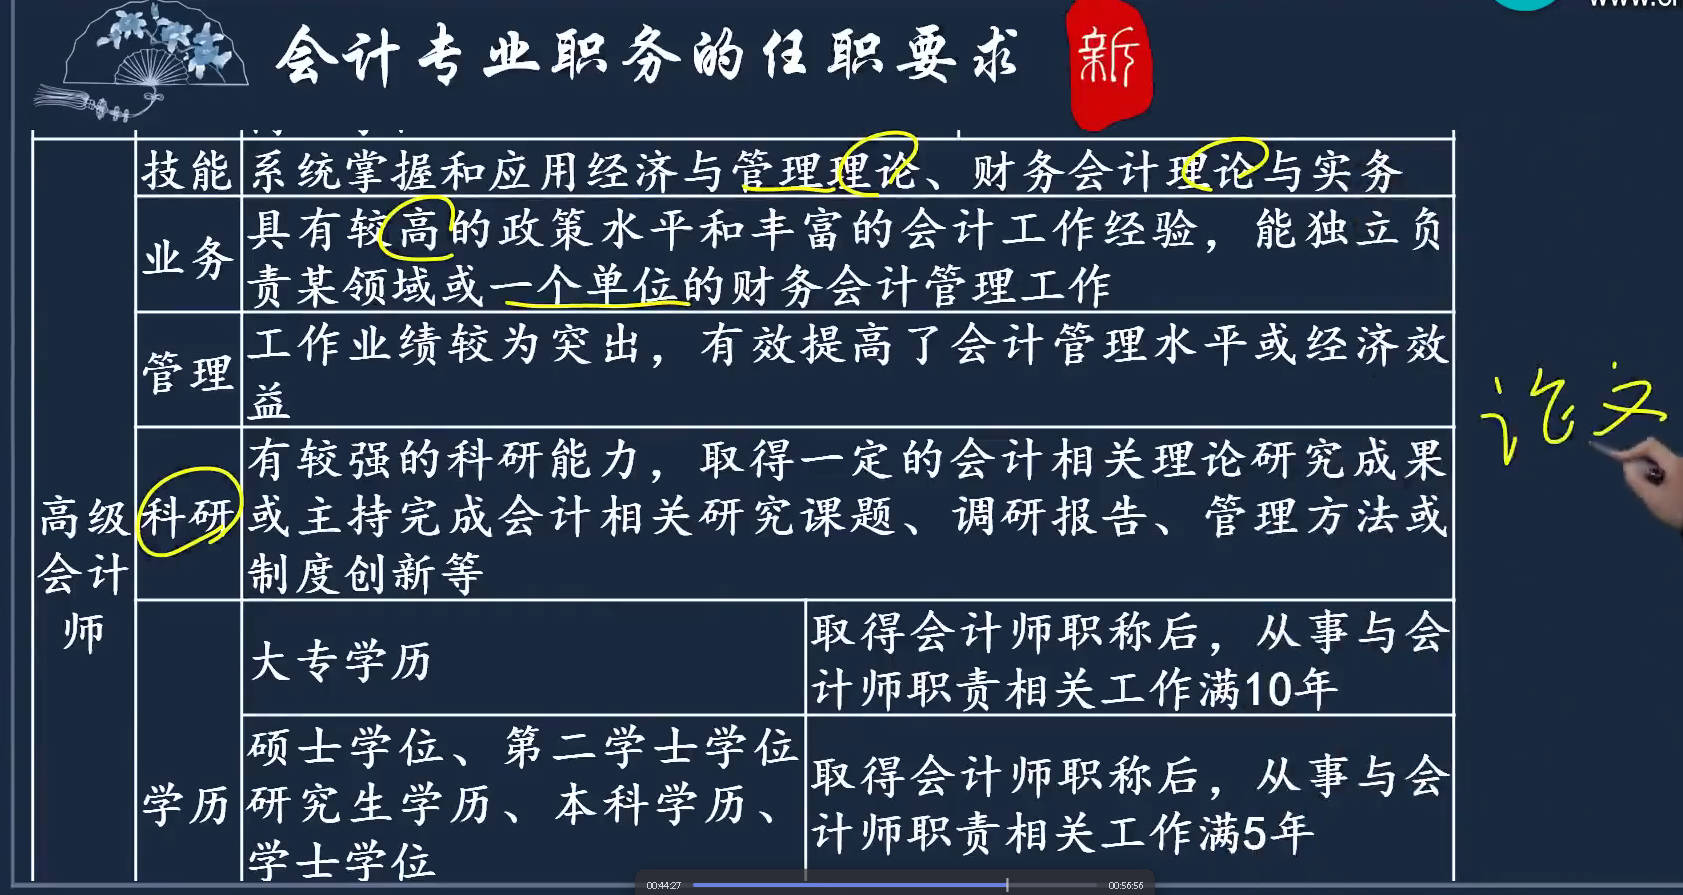 会计专业职务的任职要求
新
技能
系统掌握和应用经济与管理理论、财务会计理论与实务
业务
具有较高的政策水平和丰富的会计工作经验，能独立负
责某领域或一个单位的财务会计管理工作
管理
工作业绩较为突出，有效提高了会计管理水平或经济效
益
论文
高级
会计
师
科研
有较强的科研能力，取得一定的会计相关理论研究成果
或主持完成会计相关研究课题、调研报告、管理方法或
制度创新等
学历
大专学历
取得会计师职称后，从事与会
计师职责相关工作满10年
硕士学位、第二学士学位
研究生学历、本科学历、
学士学位
取得会计师职称后，从事与会
计师职责相关工作满5年
00:44:27
00:56:56